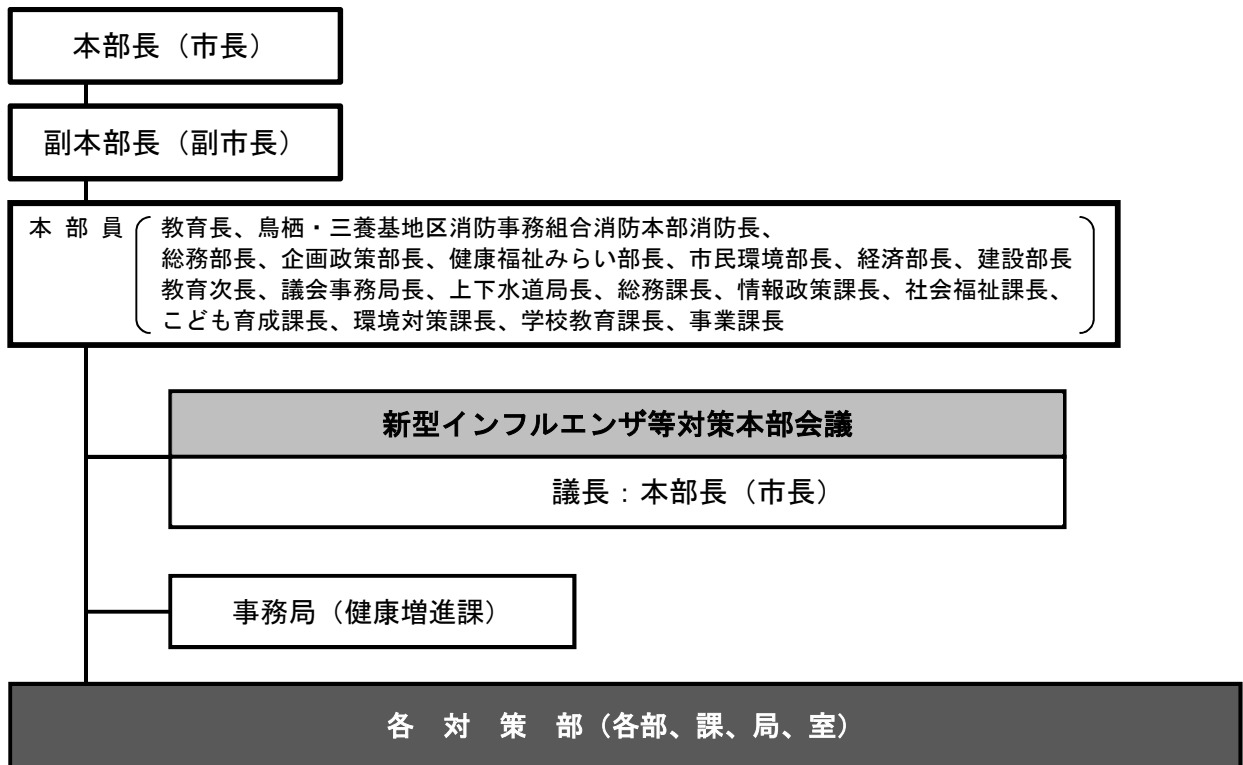 本部長（市長）
副本部長（副市長）
本部員 教育長、鳥栖・三養基地区消防事務組合消防本部消防長、
総務部長、企画政策部長、健康福祉みらい部長、市民環境部長、経済部長、建設部長
教育次長、議会事務局長、上下水道局長、総務課長、情報政策課長、社会福祉課長、
こども育成課長、環境対策課長、学校教育課長、事業課長
新型インフルエンザ等対策本部会議
議長：本部長（市長）
事務局（健康増進課）
各 対 策 部（各部、課、局、室）